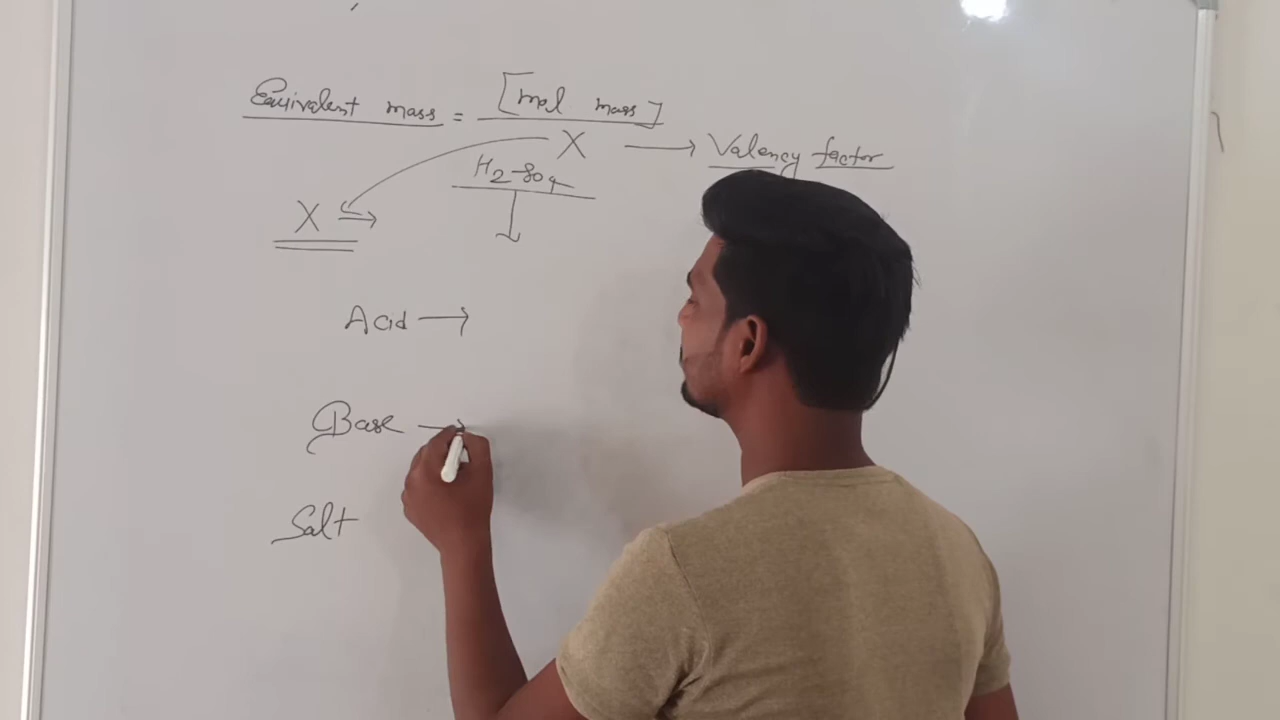 Equivalent mass = [mol. mass]
X → Valency factor
H2SO4
X ⇒
Acid →
Base →
Salt